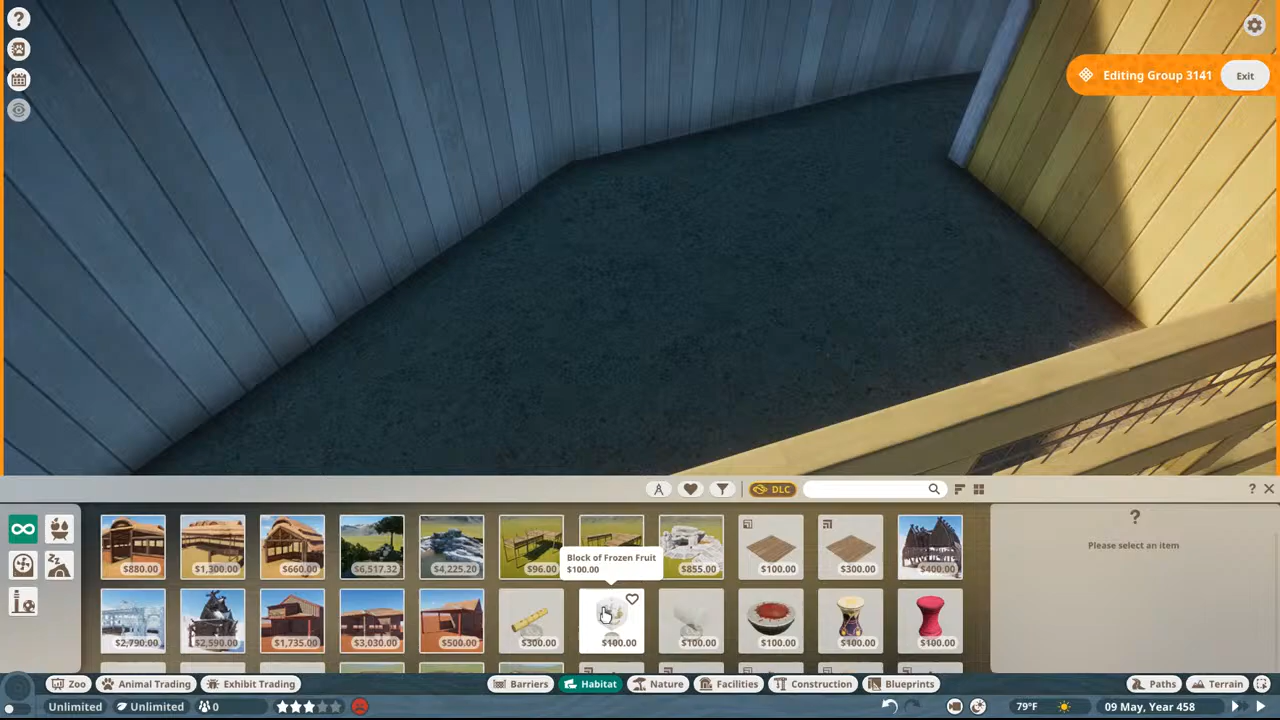 ?
Editing Group 3141
Exit
DLC
?
$880.00
$1,300.00
$660.00
$6,517.32
$4,225.20
$96.00
Block of Frozen Fruit
$100.00
$855.00
$100.00
$300.00
$400.00
?
Please select an item
$2,790.00
$2,590.00
$1,735.00
$3,030.00
$500.00
$300.00
$100.00
$100.00
$100.00
$100.00
$100.00
Zoo
Animal Trading
Exhibit Trading
Barriers
Habitat
Nature
Facilities
Construction
Blueprints
Paths
Terrain
Unlimited
Unlimited
0
79°F
09 May, Year 458